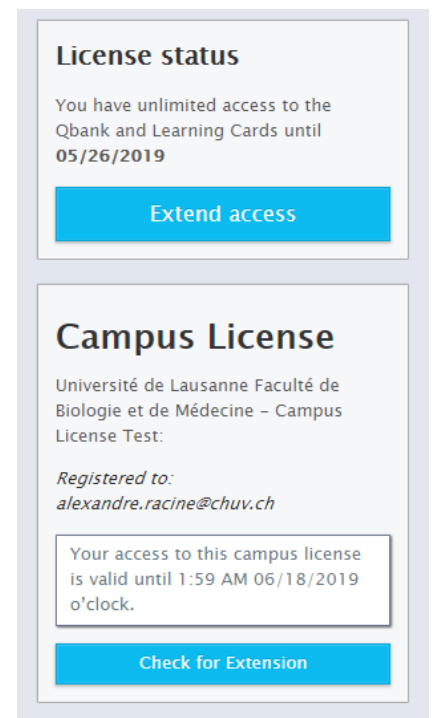 License status
You have unlimited access to the
Qbank and Learning Cards until
05/26/2019
Extend access
Campus License
Université de Lausanne Faculté de
Biologie et de Médecine – Campus
License Test:
Registered to:
alexandre.racine@chuv.ch
Your access to this campus license
is valid until 1:59 AM 06/18/2019
o'clock.
Check for Extension